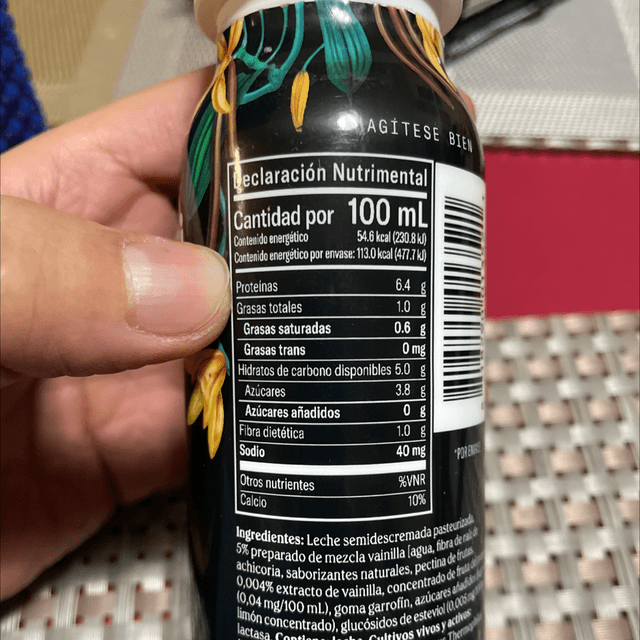 AGÍTESE BIEN
Declaración Nutrimental
Cantidad por 100 mL
Contenido energético 54.6 kcal (230.8 kJ)
Contenido energético por envase: 113.0 kcal (477.7 kJ)
Proteínas 6.4 g
Grasas totales 1.0 g
Grasas saturadas 0.6 g
Grasas trans 0 mg
Hidratos de carbono disponibles 5.0 g
Azúcares 3.8 g
Azúcares añadidos 0 g
Fibra dietética 1.0 g
Sodio 40 mg
Otros nutrientes %VNR
Calcio 10%
*POR
Ingredientes: Leche semidescremada pasteurizada,
5% preparado de mezcla vainilla [agua, fibra de raíz de
achicoria, saborizantes naturales, pectina de frutas,
0.004% extracto de vainilla, concentrado de
(0.04 mg/100 mL), goma garrofín, azúcares
limón concentrado), glucósidos de esteviol (0.005
lactasa. Contiene: leche. Cultivos vivos y activos: